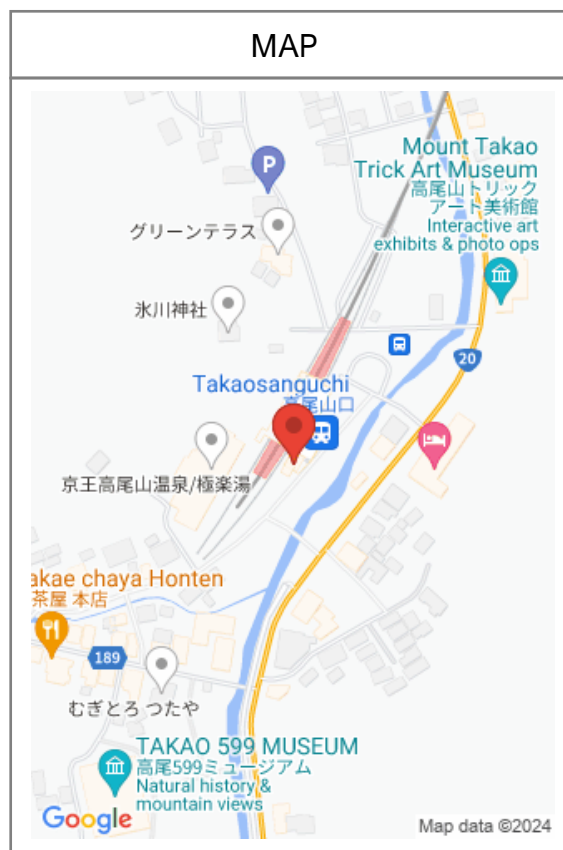 MAP
Mount Takao
Trick Art Museum
高尾山トリック
アート美術館
Interactive art
exhibits & photo ops
P
グリーンテラス
氷川神社
20
Takaosanguchi
高尾山口
京王高尾山温泉/極楽湯
akae chaya Honten
茶屋 本店
189
むぎとろ つたや
TAKAO 599 MUSEUM
高尾599ミュージアム
Natural history &
mountain views
Google
Map data ©2024